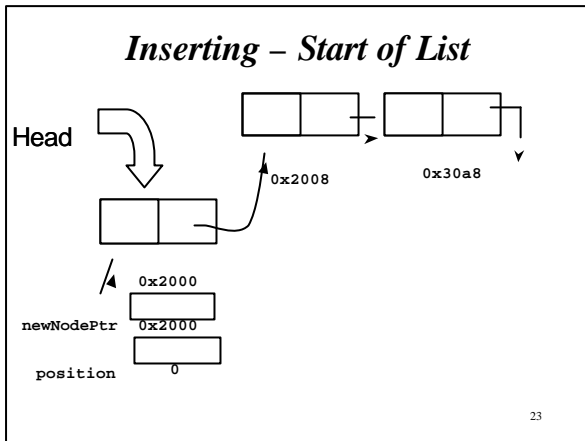 Inserting – Start of List
Head
0x2008
0x30a8
0x2000
newNodePtr 0x2000
position 0
23